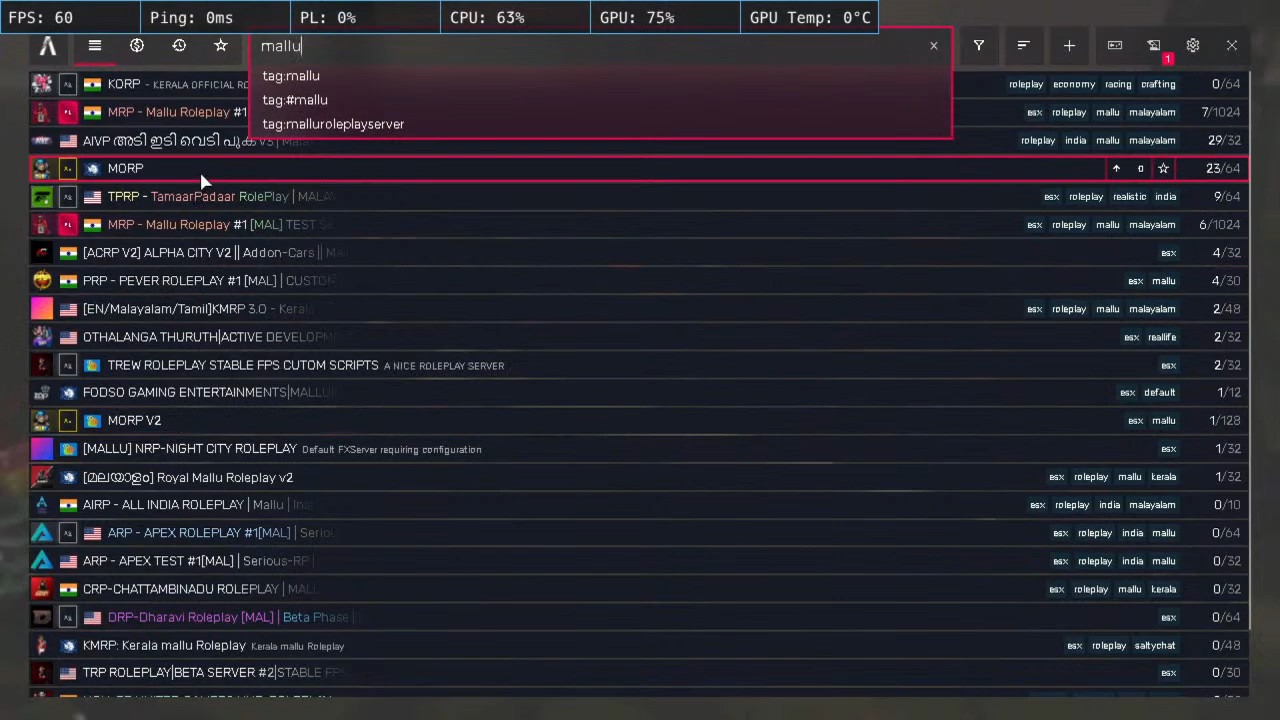 FPS: 60 Ping: 0ms PL: 0% CPU: 63% GPU: 75% GPU Temp: 0°C
mallu
tag:mallu
tag:#mallu
tag:malluroleplayserver
1
KORP - KERALA OFFICIAL RO roleplay economy racing crafting 0/64
MRP - Mallu Roleplay #1 esx roleplay mallu malayalam 7/1024
AIVP അടി ഇടി വെടി പുക V3 | Mala roleplay india mallu malayalam 29/32
MORP 0 23/64
TPRP - TamaarPadaar RolePlay | MALAY esx roleplay realistic india 9/64
MRP - Mallu Roleplay #1 [MAL] TEST SE esx roleplay mallu malayalam 6/1024
[ACRP V2] ALPHA CITY V2 || Addon-Cars || Ma esx 4/32
PRP - PEVER ROLEPLAY #1 [MAL] | CUSTOM esx mallu 4/30
[EN/Malayalam/Tamil]KMRP 3.0 - Kerala esx roleplay mallu malayalam 2/48
OTHALANGA THURUTH|ACTIVE DEVELOPM esx reallife 2/32
TREW ROLEPLAY STABLE FPS CUTOM SCRIPTS A NICE ROLEPLAY SERVER esx 2/32
FODSO GAMING ENTERTAINMENTS|MALLU esx default 1/12
MORP V2 esx mallu 1/128
[MALLU] NRP-NIGHT CITY ROLEPLAY Default FXServer requiring configuration esx 1/32
[മലയാളം] Royal Mallu Roleplay v2 esx roleplay mallu kerala 1/32
AIRP - ALL INDIA ROLEPLAY | Mallu | Ins esx roleplay india malayalam 0/10
ARP - APEX ROLEPLAY #1[MAL] | Serio esx roleplay india mallu 0/64
ARP - APEX TEST #1[MAL] | Serious-RP | esx roleplay india mallu 0/32
CRP-CHATTAMBINADU ROLEPLAY | MAL esx roleplay mallu kerala 0/32
DRP-Dharavi Roleplay [MAL] | Beta Phase | esx 0/64
KMRP: Kerala mallu Roleplay Kerala mallu Roleplay esx roleplay saltychat 0/48
TRP ROLEPLAY|BETA SERVER #2|STABLE FPS esx 0/30